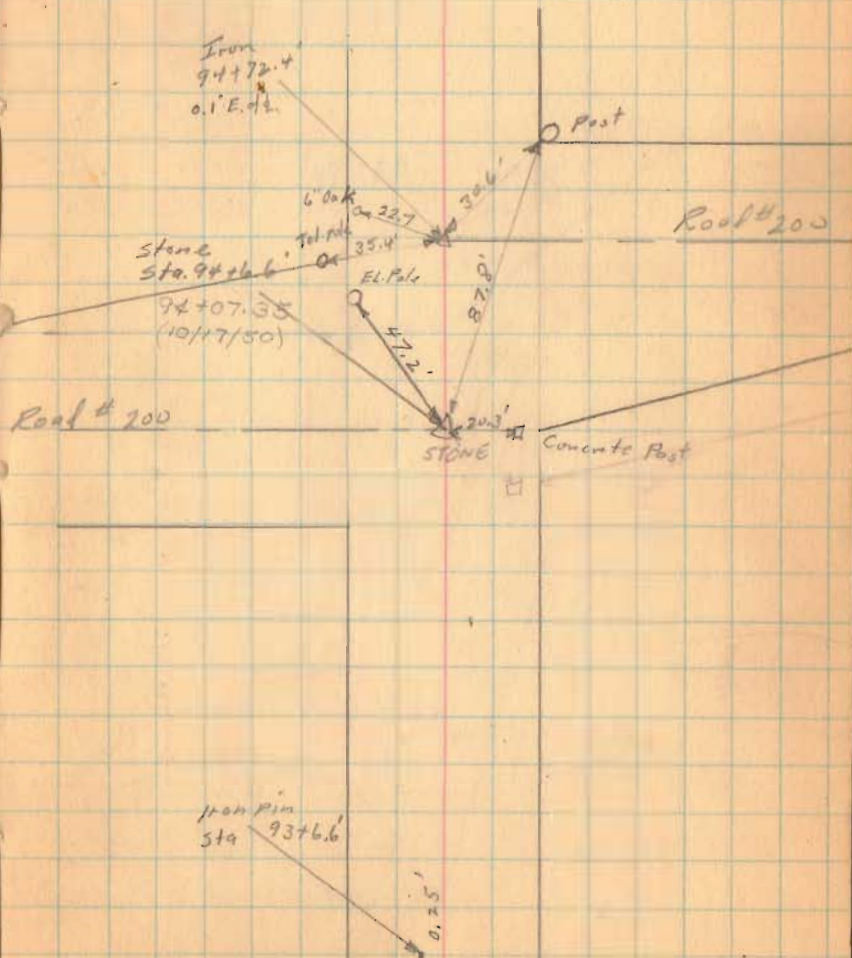 Iron
94+72.4'
0.1' E. of ℄
Post
30.6'
6" Oak
22.7
Road #200
Tel. pole
35.4'
Stone
Sta. 94+6.6'
El. Pole
87.8'
94+07.35
(10/17/50)
47.2'
Road # 200
20.3'
STONE
Concrete Post
Iron pin
Sta 93+6.6'
0.25'